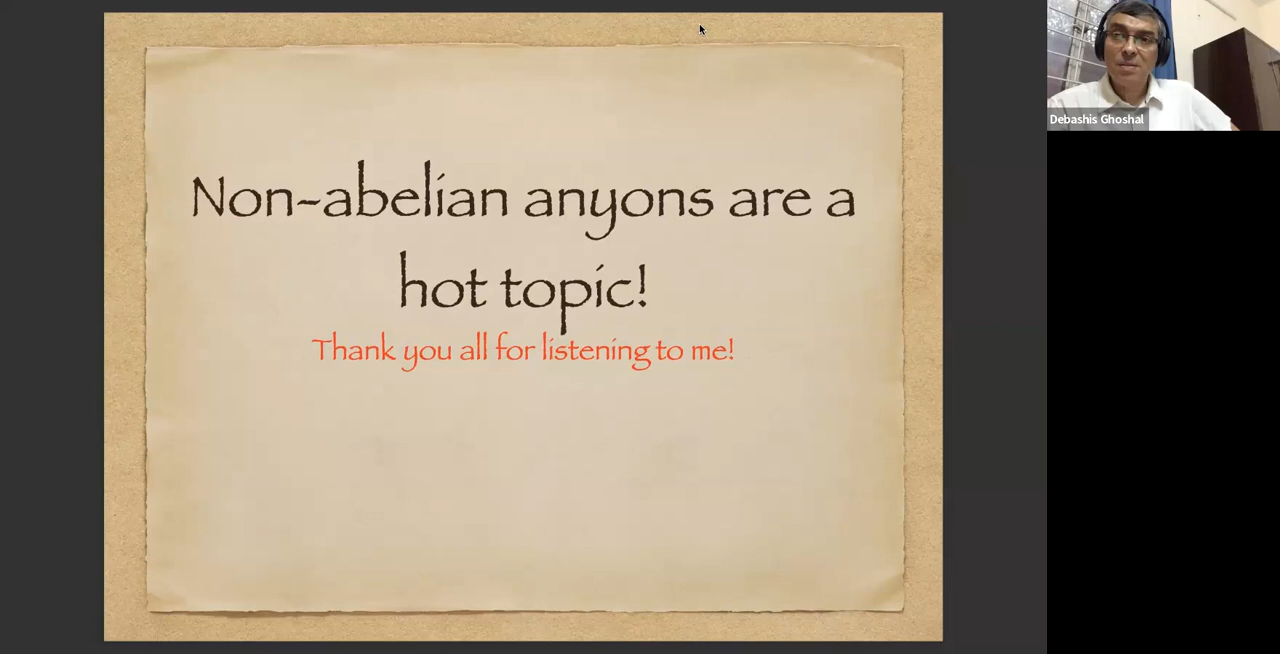 Non-abelian anyons are a
hot topic!
Thank you all for listening to me!
Debashis Ghoshal